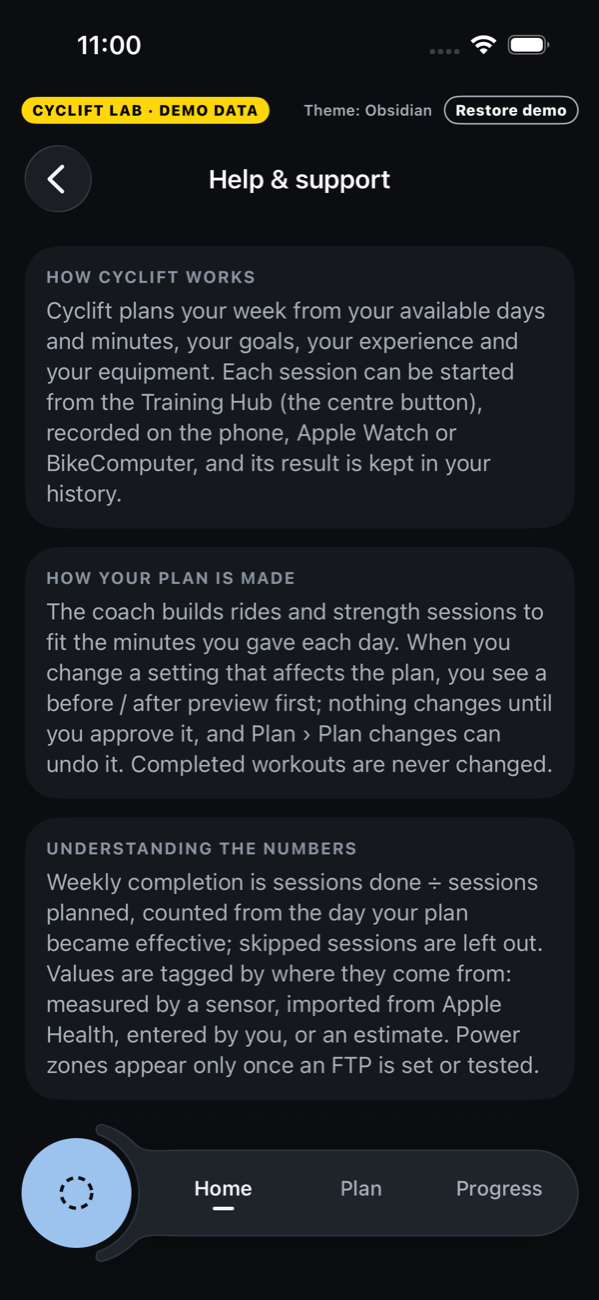 11:00
CYCLIFT LAB · DEMO DATA
Theme: Obsidian
Restore demo
Help & support
HOW CYCLIFT WORKS
Cyclift plans your week from your available days
and minutes, your goals, your experience and
your equipment. Each session can be started
from the Training Hub (the centre button),
recorded on the phone, Apple Watch or
BikeComputer, and its result is kept in your
history.
HOW YOUR PLAN IS MADE
The coach builds rides and strength sessions to
fit the minutes you gave each day. When you
change a setting that affects the plan, you see a
before / after preview first; nothing changes until
you approve it, and Plan › Plan changes can
undo it. Completed workouts are never changed.
UNDERSTANDING THE NUMBERS
Weekly completion is sessions done ÷ sessions
planned, counted from the day your plan
became effective; skipped sessions are left out.
Values are tagged by where they come from:
measured by a sensor, imported from Apple
Health, entered by you, or an estimate. Power
zones appear only once an FTP is set or tested.
Home
Plan
Progress